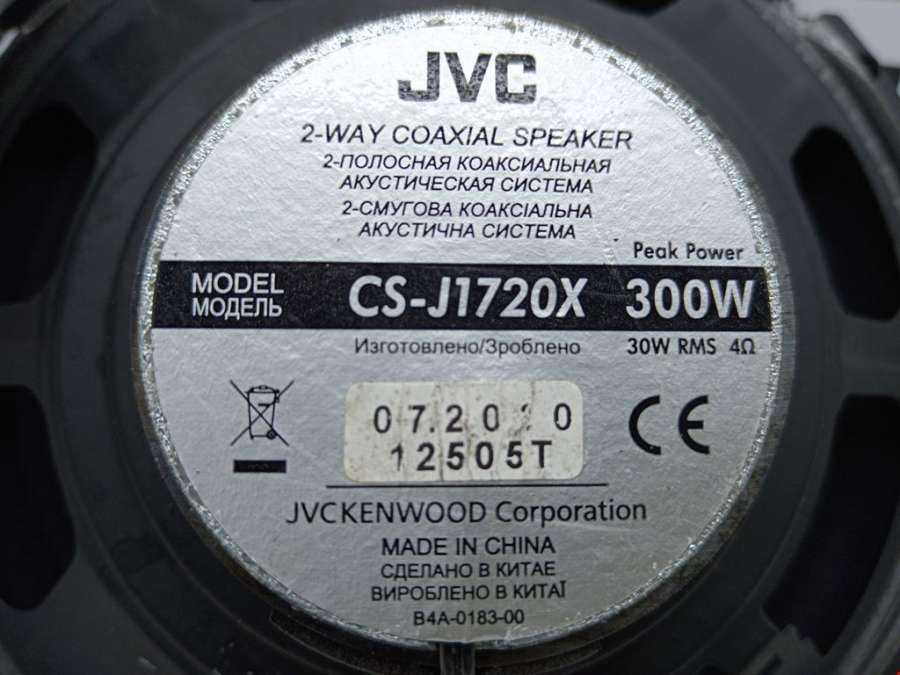 JVC
2-WAY COAXIAL SPEAKER
2-ПОЛОСНАЯ КОАКСИАЛЬНАЯ
АКУСТИЧЕСКАЯ СИСТЕМА
2-СМУГОВА КОАКСІАЛЬНА
АКУСТИЧНА СИСТЕМА
Peak Power
MODEL
МОДЕЛЬ
CS-J1720X 300W
Изготовлено/Зроблено 30W RMS 4Ω
12505T
CE
JVCKENWOOD Corporation
MADE IN CHINA
СДЕЛАНО В КИТАЕ
ВИРОБЛЕНО В КИТАЇ
B4A-0183-00